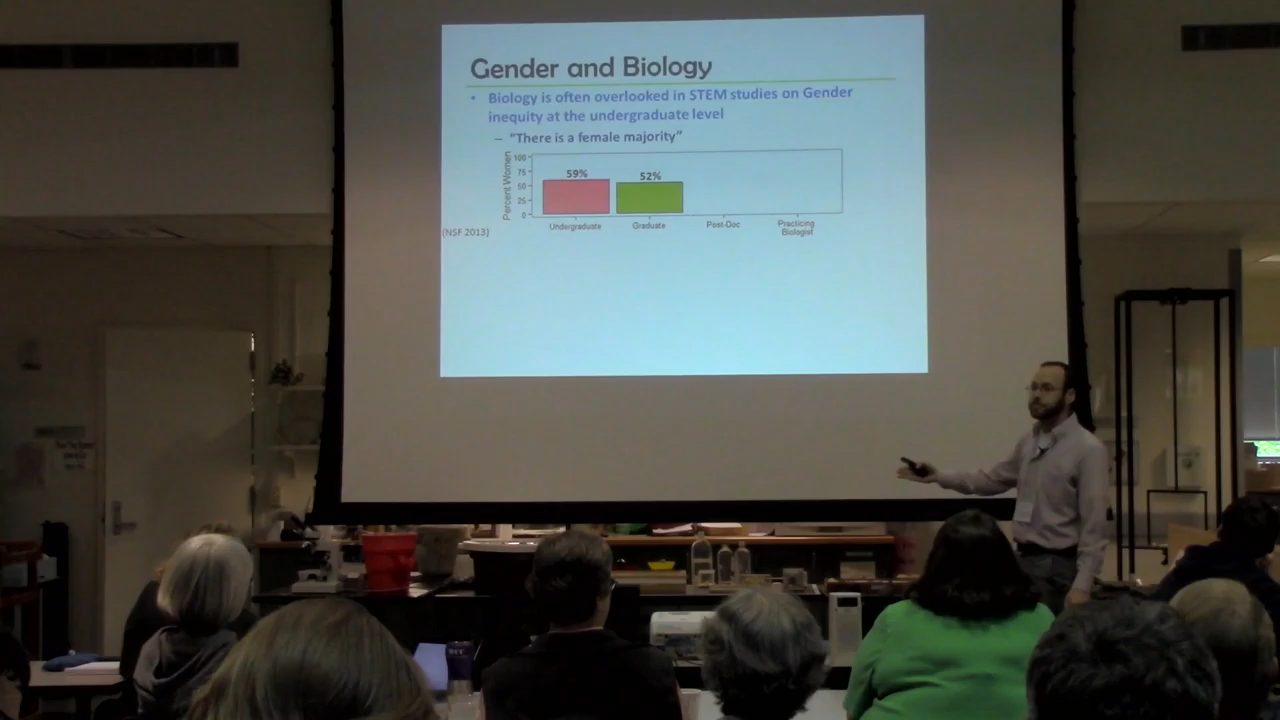 Gender and Biology
• Biology is often overlooked in STEM studies on Gender
inequity at the undergraduate level
– "There is a female majority"
Percent Women
100
75
50
25
0
59%
52%
Undergraduate
Graduate
Post-Doc
Practicing
Biologist
(NSF 2013)